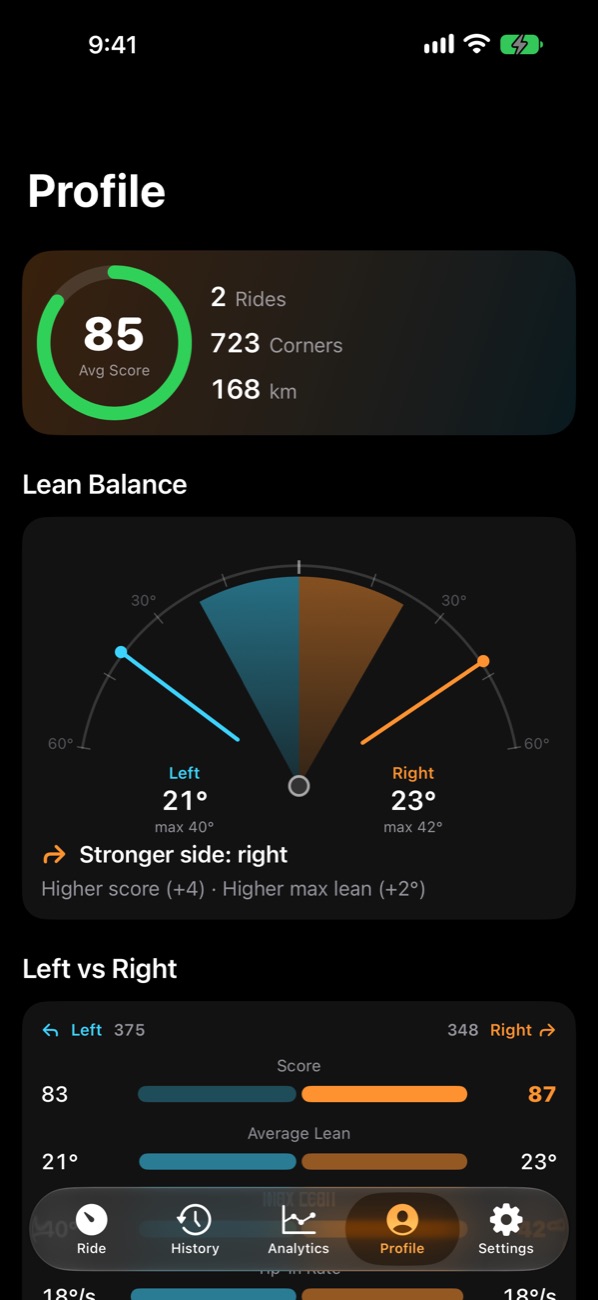 9:41
Profile
85
Avg Score
2 Rides
723 Corners
168 km
Lean Balance
30° 30°
60° 60°
Left Right
21° 23°
max 40° max 42°
Stronger side: right
Higher score (+4) · Higher max lean (+2°)
Left vs Right
Left 375 348 Right
Score
83 87
Average Lean
21° 23°
40° 42°
Ride History Analytics Profile Settings
18°/s 18°/s